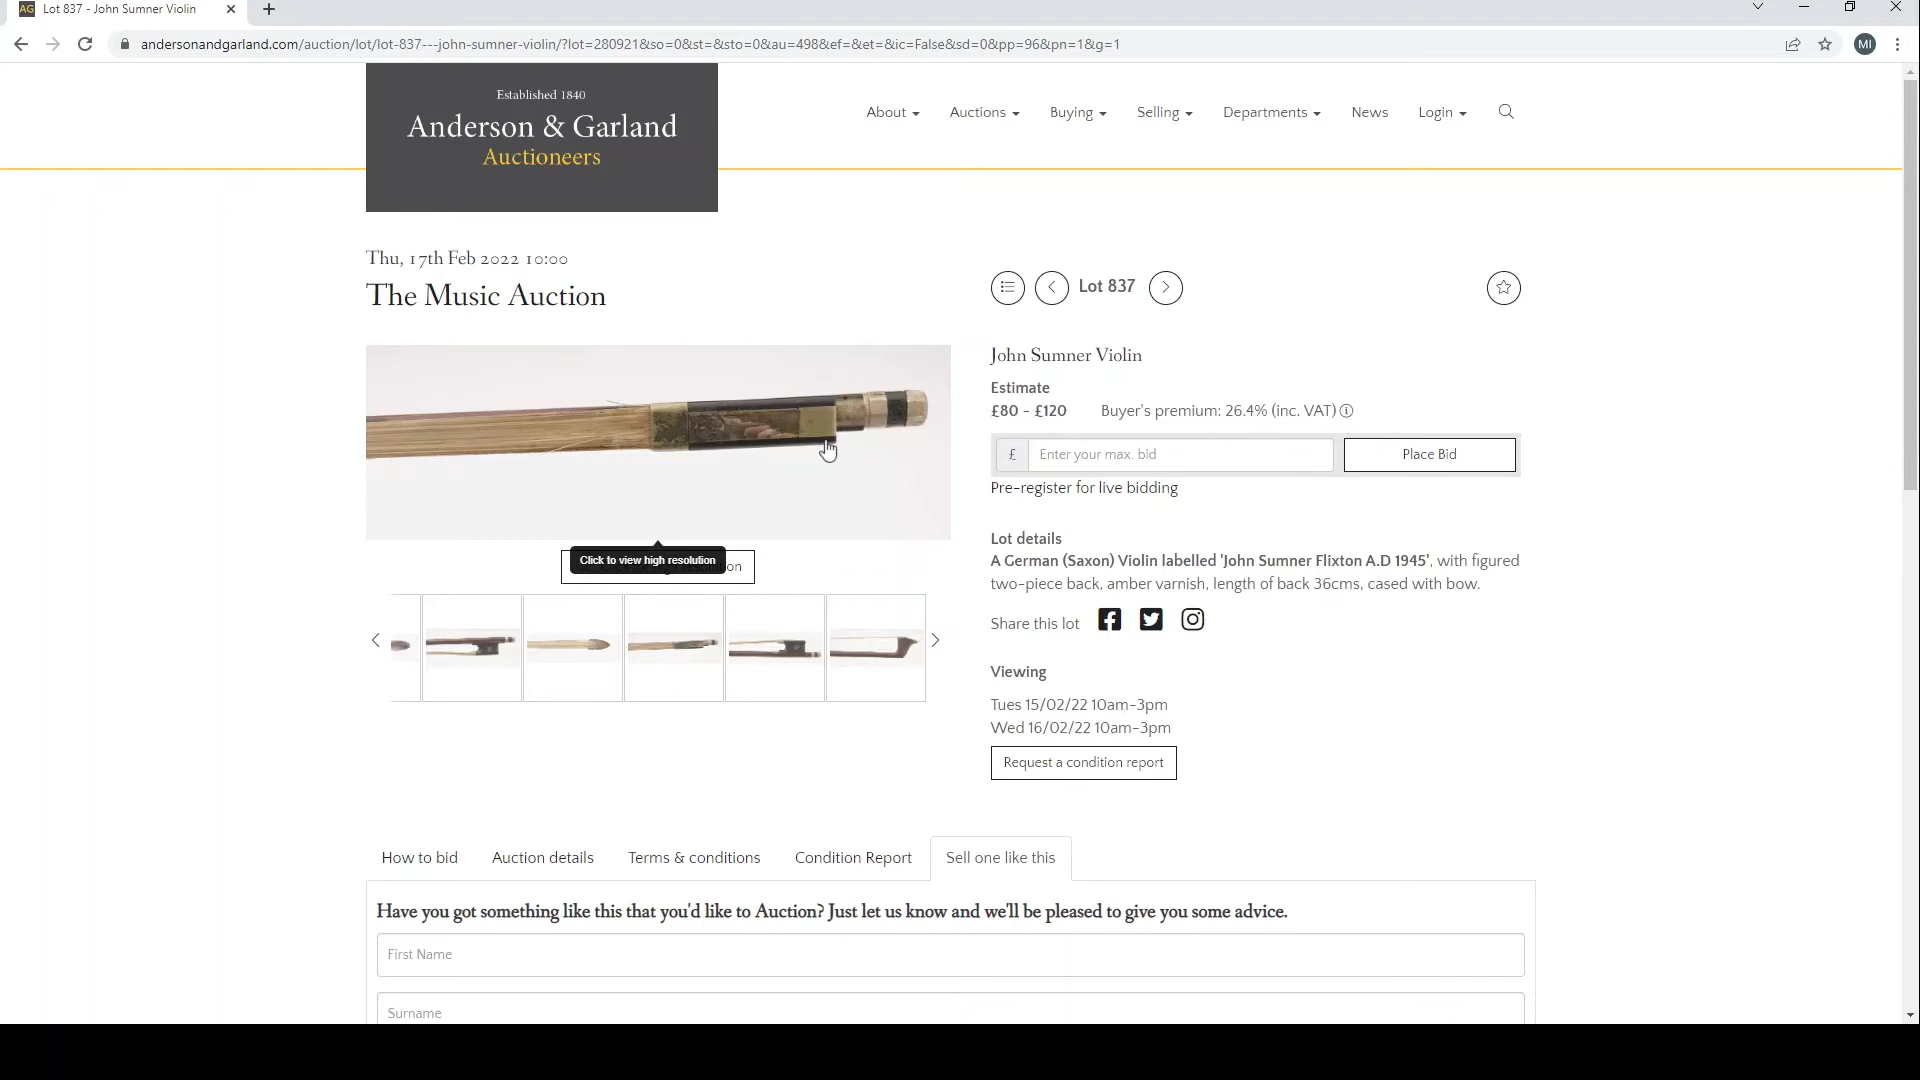 AG Lot 837 - John Sumner Violin
andersonandgarland.com/auction/lot/lot-837---john-sumner-violin/?lot=280921&so=0&st=&sto=0&au=498&ef=&et=&ic=False&sd=0&pp=96&pn=1&g=1
MI
Established 1840
Anderson & Garland
Auctioneers
About Auctions Buying Selling Departments News Login
Thu, 17th Feb 2022 10:00
The Music Auction
Lot 837
John Sumner Violin
Estimate
£80 - £120 Buyer's premium: 26.4% (inc. VAT)
£ Enter your max. bid Place Bid
Pre-register for live bidding
Click to view high resolution
Lot details
A German (Saxon) Violin labelled 'John Sumner Flixton A.D 1945', with figured
two-piece back, amber varnish, length of back 36cms, cased with bow.
Share this lot
Viewing
Tues 15/02/22 10am-3pm
Wed 16/02/22 10am-3pm
Request a condition report
How to bid Auction details Terms & conditions Condition Report Sell one like this
Have you got something like this that you'd like to Auction? Just let us know and we'll be pleased to give you some advice.
First Name
Surname